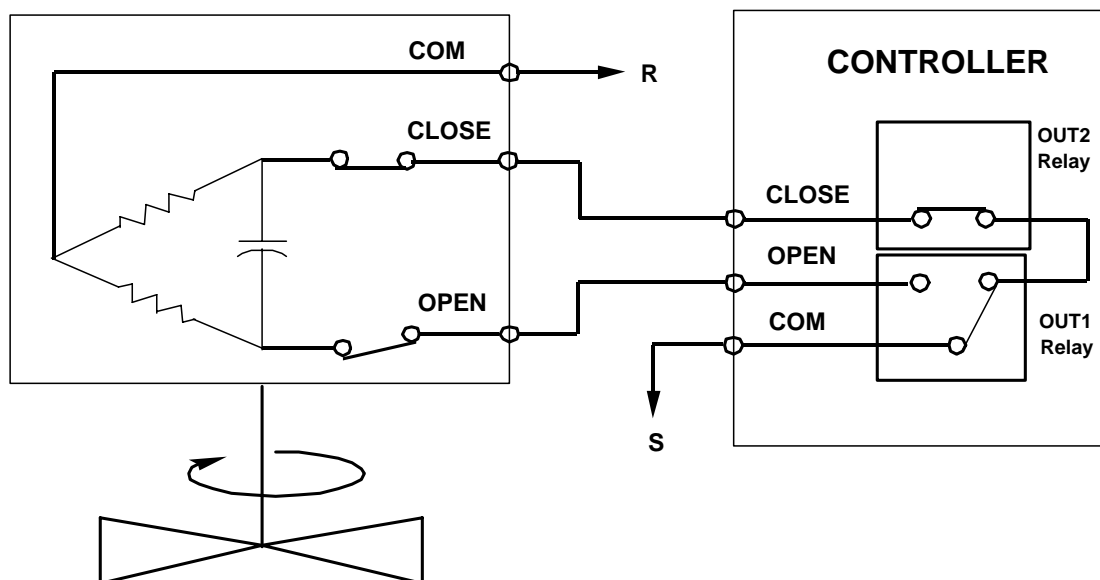 COM
R
CLOSE
OPEN
CONTROLLER
OUT2
Relay
CLOSE
OPEN
COM
OUT1
Relay
S